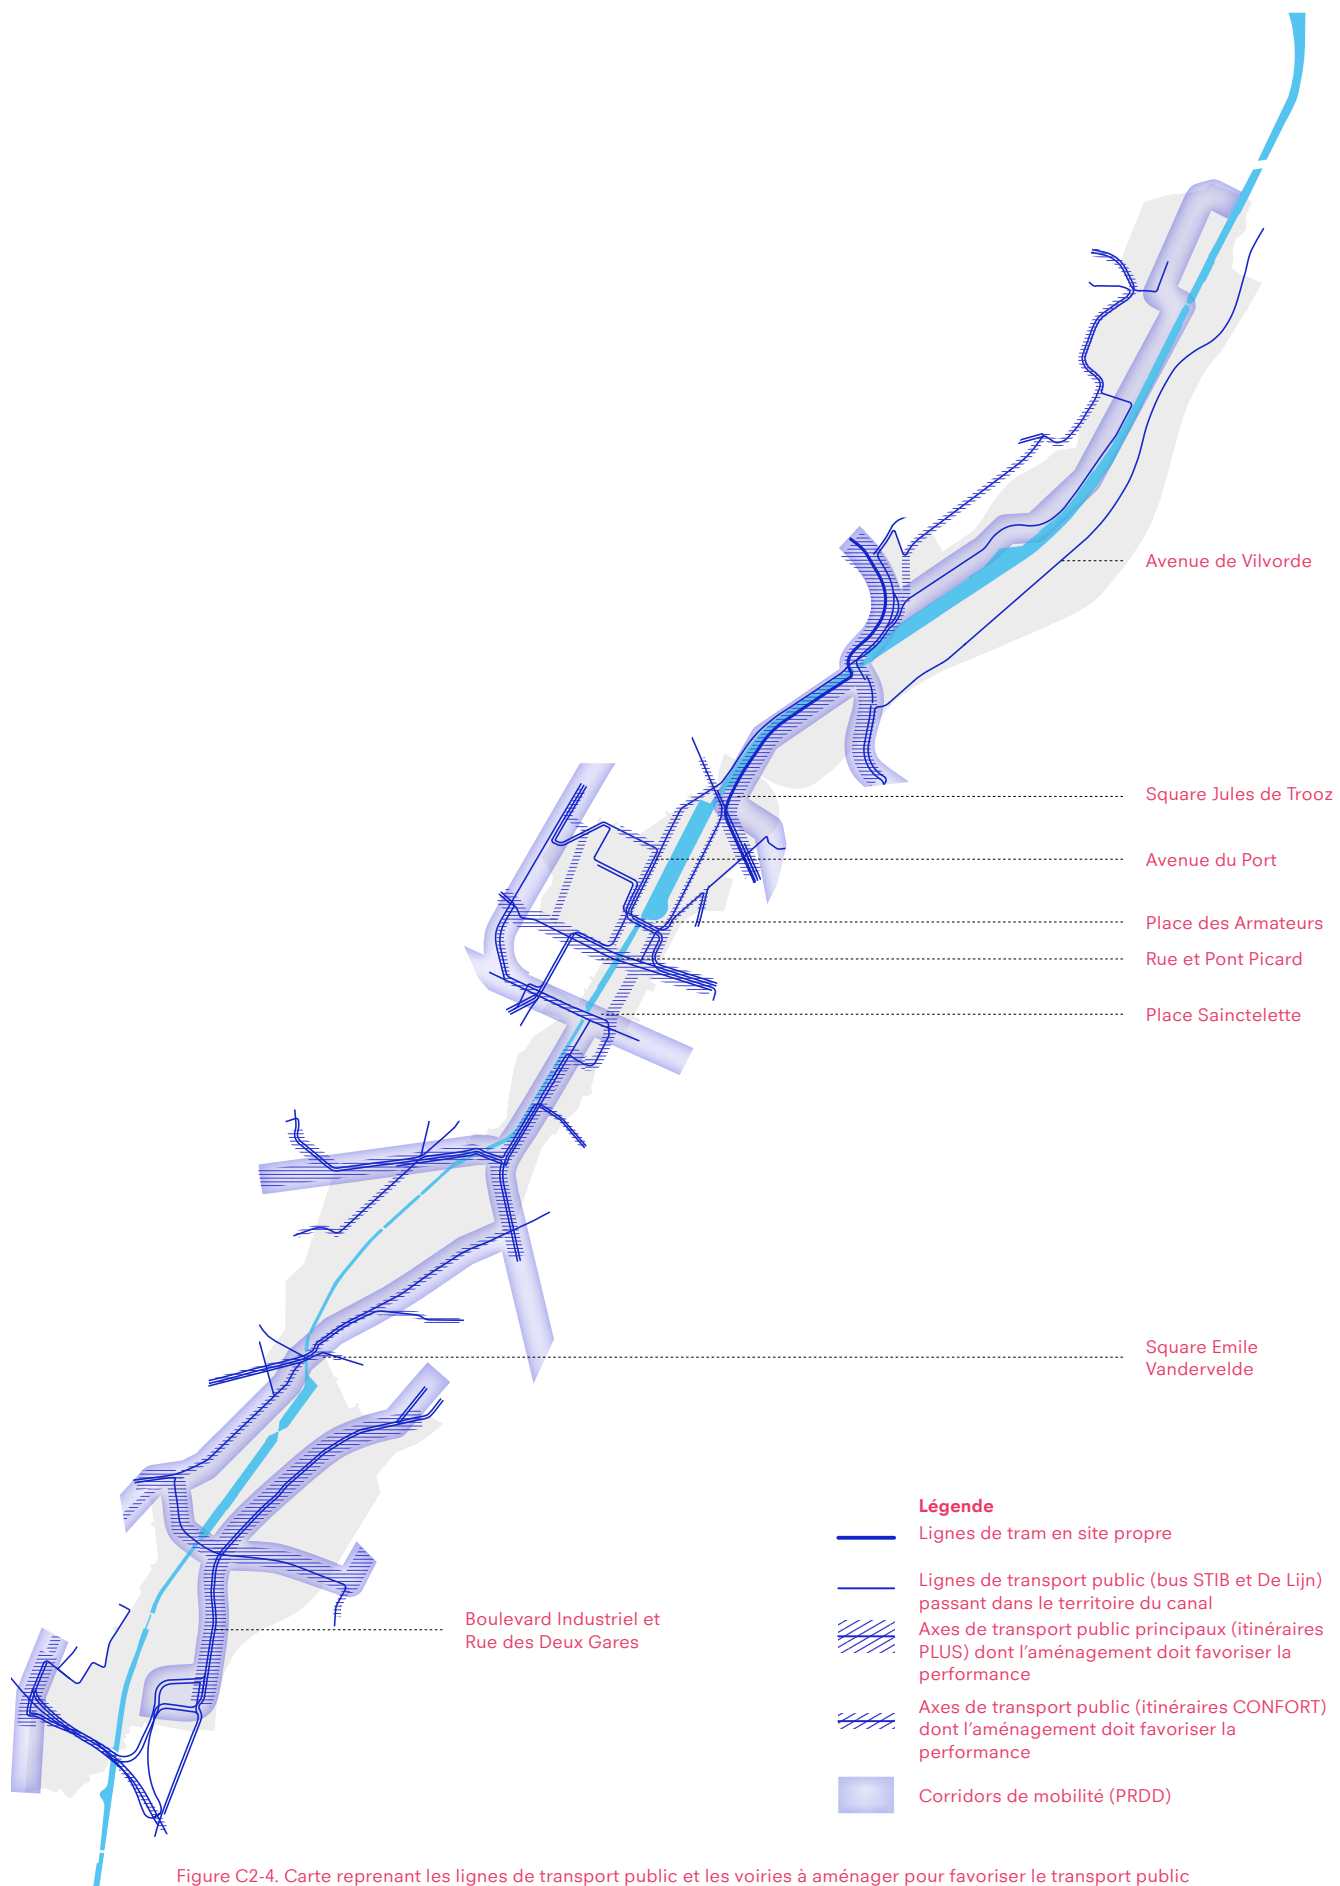 Avenue de Vilvorde
Square Jules de Trooz
Avenue du Port
Place des Armateurs
Rue et Pont Picard
Place Sainctelette
Square Emile
Vandervelde
Boulevard Industriel et
Rue des Deux Gares
Légende
Lignes de tram en site propre
Lignes de transport public (bus STIB et De Lijn)
passant dans le territoire du canal
Axes de transport public principaux (itinéraires
PLUS) dont l'aménagement doit favoriser la
performance
Axes de transport public (itinéraires CONFORT)
dont l'aménagement doit favoriser la
performance
Corridors de mobilité (PRDD)
Figure C2-4. Carte reprenant les lignes de transport public et les voiries à aménager pour favoriser le transport public